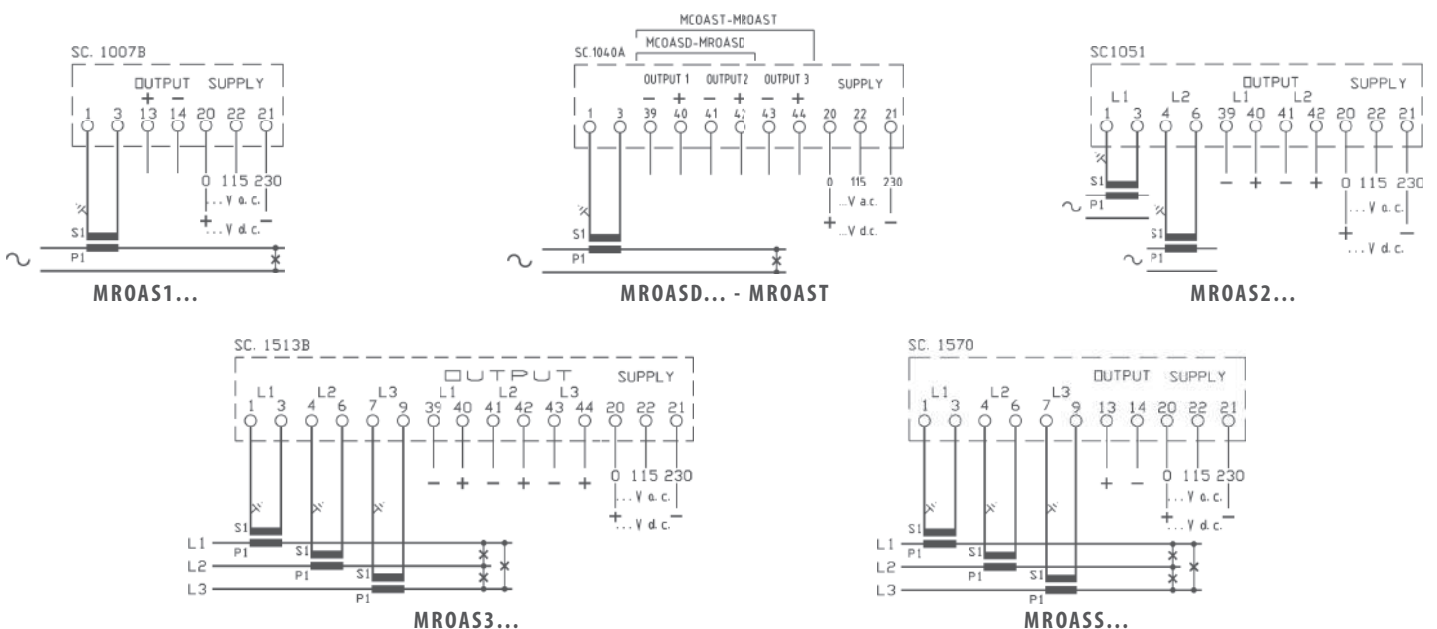 SC. 1007B
OUTPUT SUPPLY
+ −
1 3 13 14 20 22 21
0 115 230
...V a.c.
+ −
...V d.c.
S1
P1
MROAS1...
MCOAST-MROAST
MCOASD-MROASD
SC.1040A
OUTPUT 1 OUTPUT2 OUTPUT 3 SUPPLY
− + − + − +
1 3 39 40 41 42 43 44 20 22 21
0 115 230
...V a.c.
+ −
...V d.c.
S1
P1
MROASD... - MROAST
SC1051
OUTPUT SUPPLY
L1 L2 L1 L2
1 3 4 6 39 40 41 42 20 22 21
− + − + 0 115 230
...V a.c.
+ −
...V d.c.
S1
P1
S1
P1
MROAS2...
SC. 1513B
OUTPUT SUPPLY
L1 L2 L3 L1 L2 L3
1 3 4 6 7 9 39 40 41 42 43 44 20 22 21
− + − + − + 0 115 230
...V a.c.
+ −
...V d.c.
S1
L1
P1 S1
L2
P1 S1
L3
P1
MROAS3...
SC. 1570
OUTPUT SUPPLY
L1 L2 L3
1 3 4 6 7 9 13 14 20 22 21
+ − 0 115 230
...V a.c.
+ −
...V d.c.
S1
L1
P1 S1
L2
P1 S1
L3
P1
MROASS...